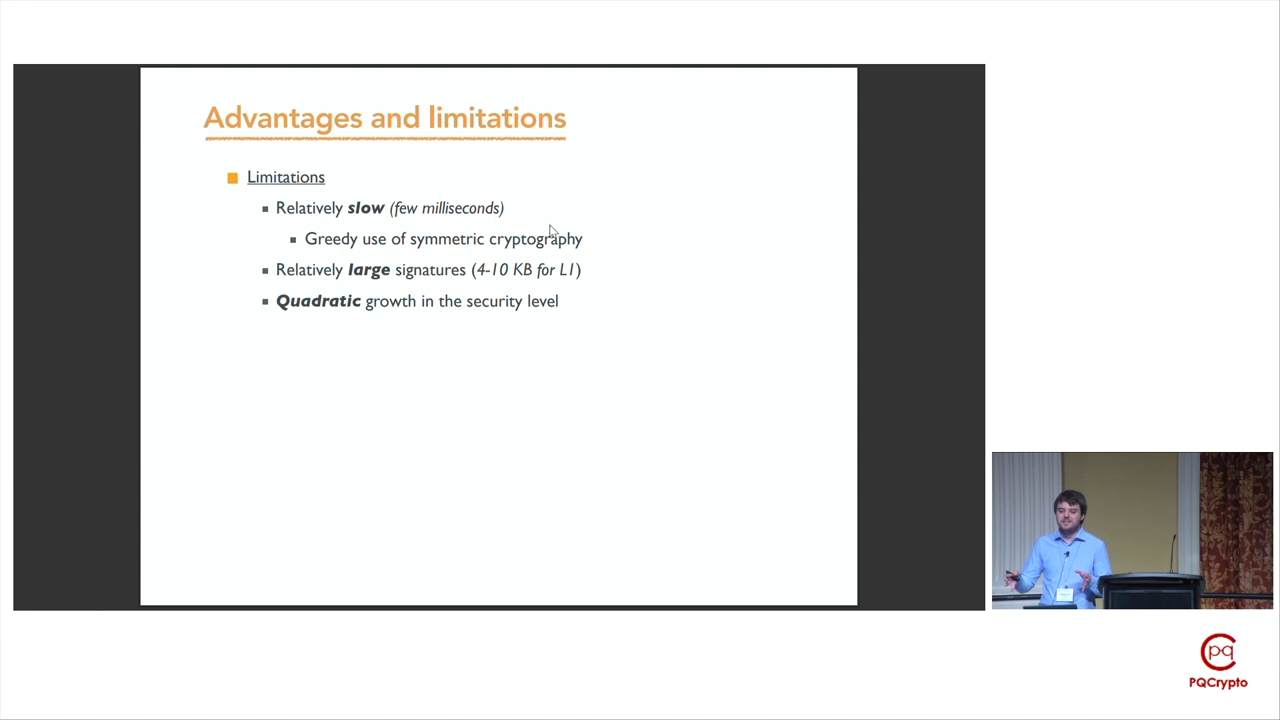 Advantages and limitations
Limitations
Relatively slow (few milliseconds)
Greedy use of symmetric cryptography
Relatively large signatures (4-10 KB for L1)
Quadratic growth in the security level
pq
PQCrypto